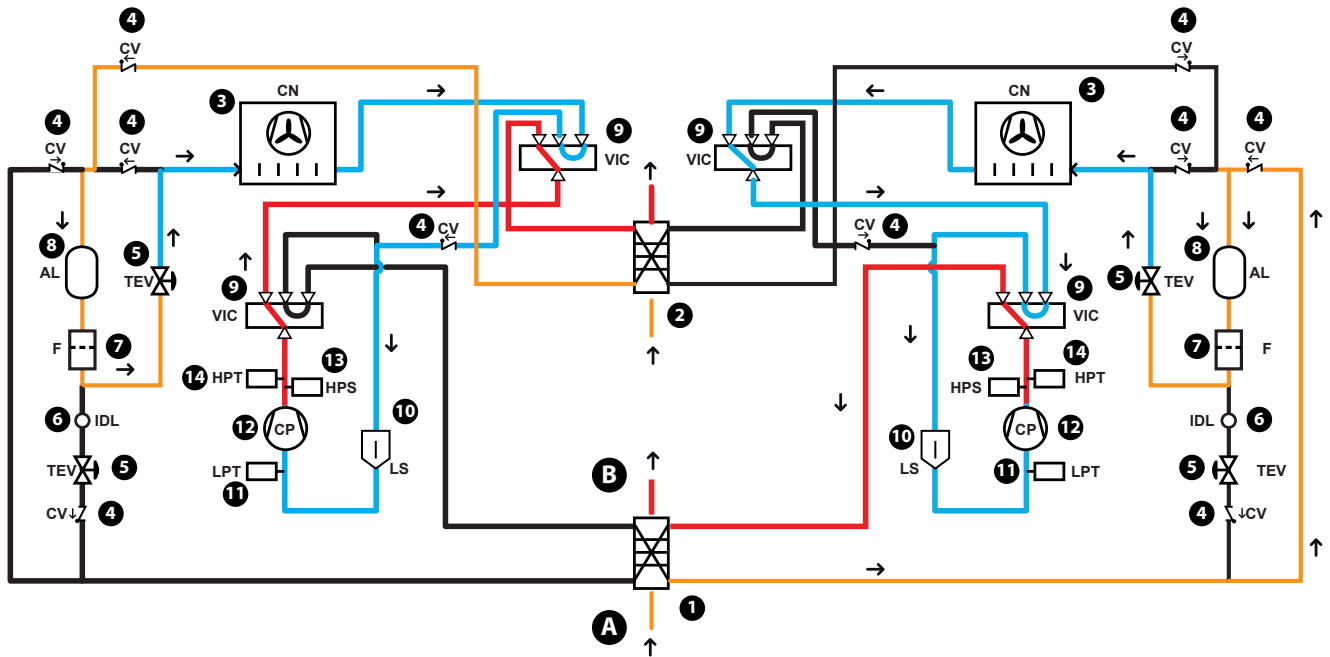 4
4
CV
CV
CN
CN
3
3
4
4
4
4
9
9
CV
CV
CV
CV
VIC
VIC
4
CV
CV
4
8
5
5
8
AL
TEV
TEV
AL
9
9
VIC
VIC
2
F
7
13
13
14
7
F
14
HPT
HPS
HPS
HPT
10
10
6
IDL
12
CP
CP
12
IDL
6
LS
LS
TEV
5
LPT
B
11
LPT
5
TEV
11
CV
4
4
CV
1
A